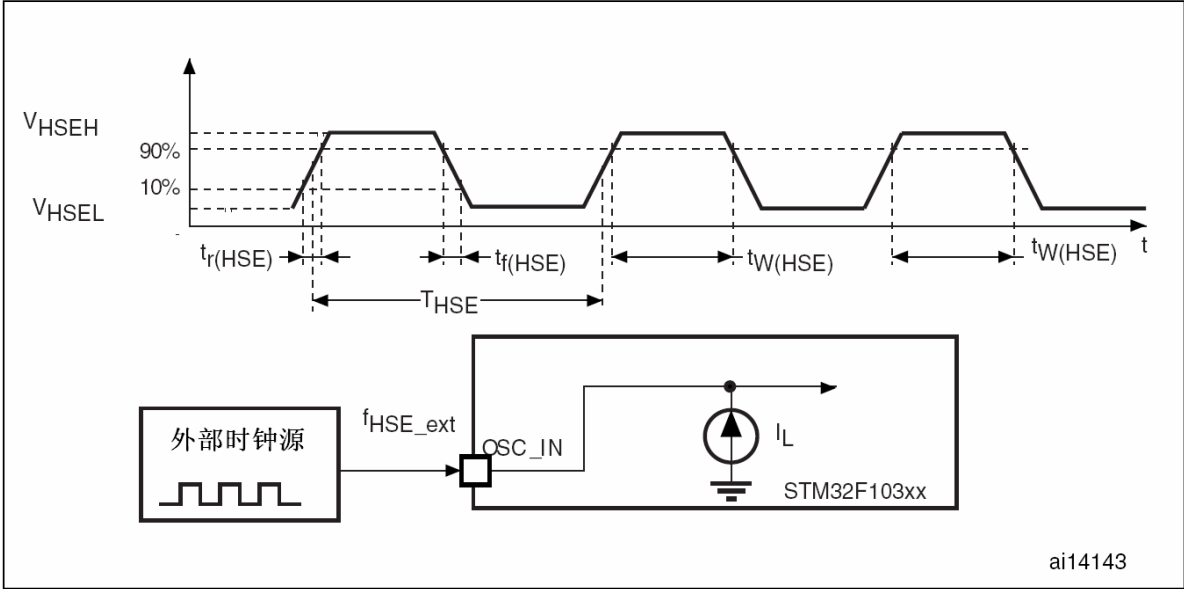 VHSEH
90%
10%
VHSEL
tr(HSE)
tf(HSE)
tW(HSE)
tW(HSE)
t
THSE
fHSE_ext
外部时钟源
OSC_IN
IL
STM32F103xx
ai14143